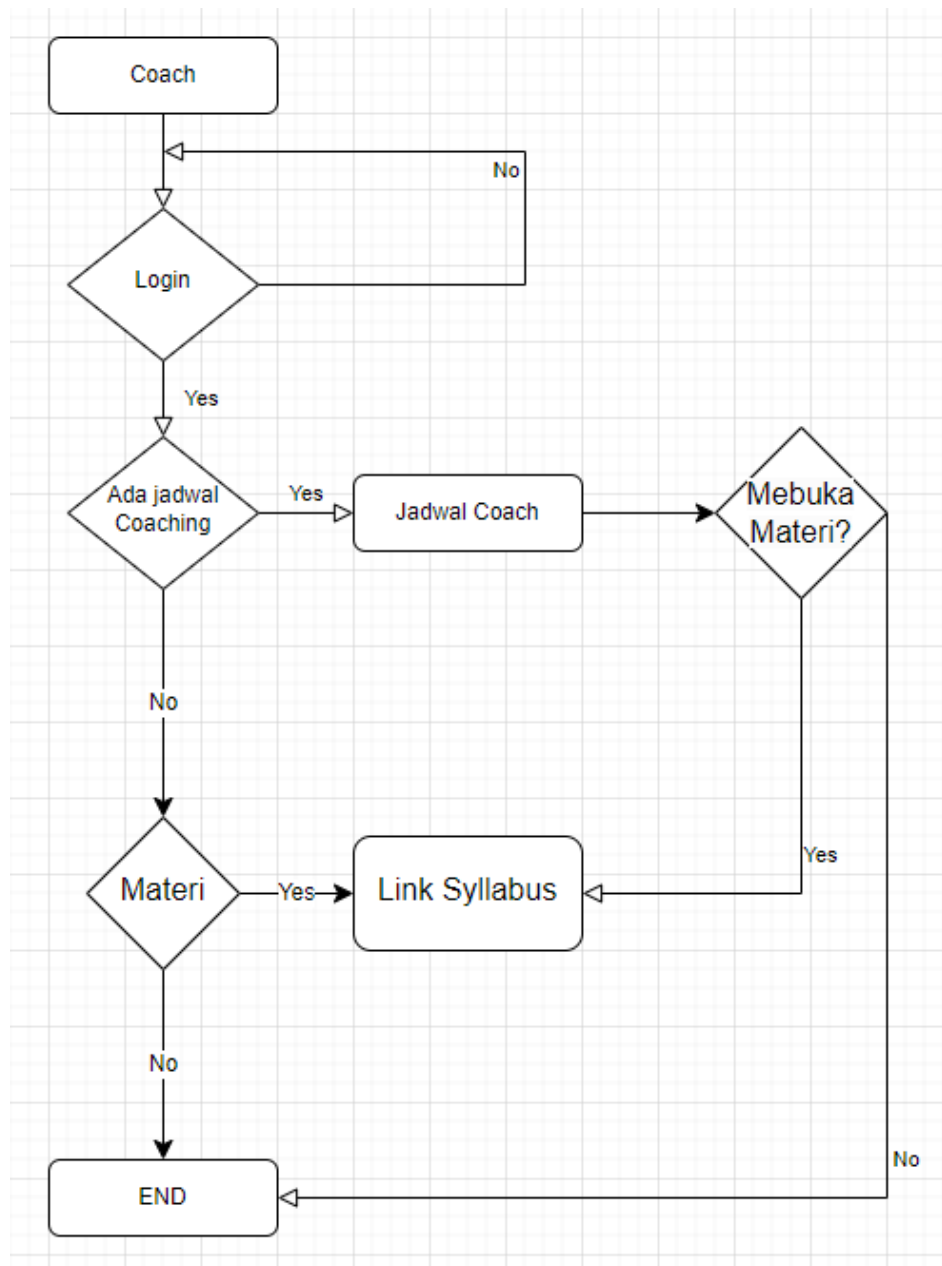 Coach
No
Login
Yes
Ada jadwal
Coaching
Yes
Jadwal Coach
Mebuka
Materi?
No
Yes
Materi
Yes
Link Syllabus
No
No
END